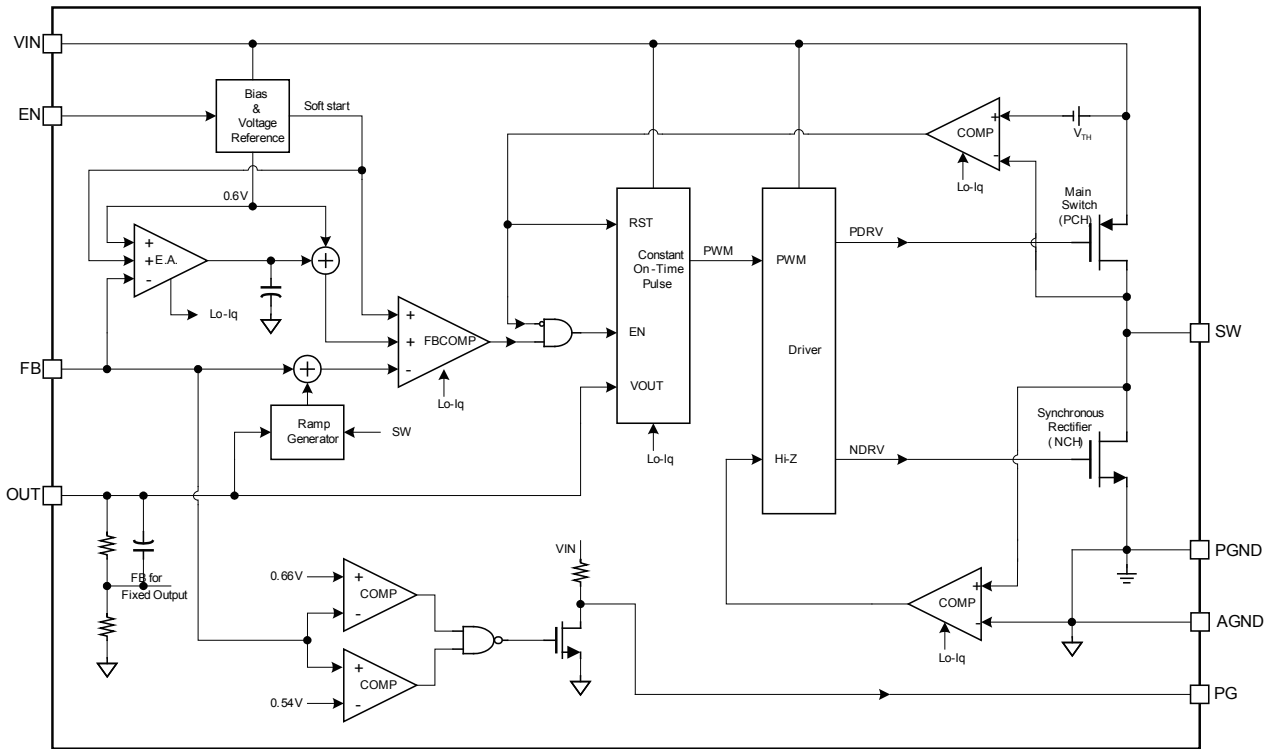 VIN
EN
Bias
&
Voltage
Reference
Soft start
0.6V
+
+
-
E.A.
Lo-Iq
+
+
+
-
FBCOMP
Lo-Iq
FB
+
Ramp
Generator
SW
OUT
FB for
Fixed Output
RST
Constant
On-Time
Pulse
EN
VOUT
Lo-Iq
PWM
PWM
Driver
Hi-Z
PDRV
NDRV
+
-
COMP
VTH
Lo-Iq
Main
Switch
(PCH)
SW
Synchronous
Rectifier
(NCH)
+
-
COMP
Lo-Iq
PGND
AGND
VIN
0.66V
+
-
COMP
+
-
COMP
0.54V
PG